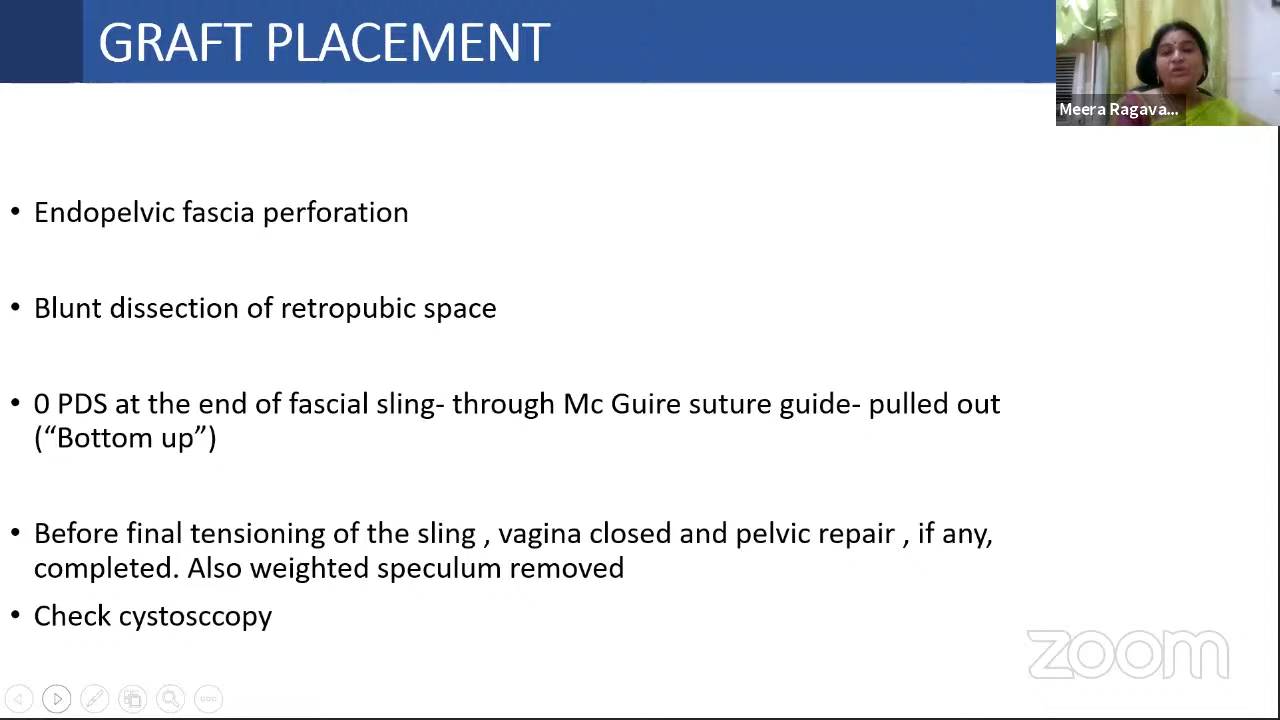 GRAFT PLACEMENT
Meera Ragava...
• Endopelvic fascia perforation
• Blunt dissection of retropubic space
• 0 PDS at the end of fascial sling- through Mc Guire suture guide- pulled out
(“Bottom up”)
• Before final tensioning of the sling , vagina closed and pelvic repair , if any,
completed. Also weighted speculum removed
• Check cystosccopy
zoom